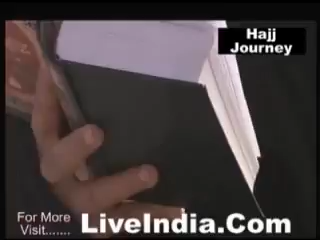 Hajj
Journey
For More
Visit.......
LiveIndia.Com